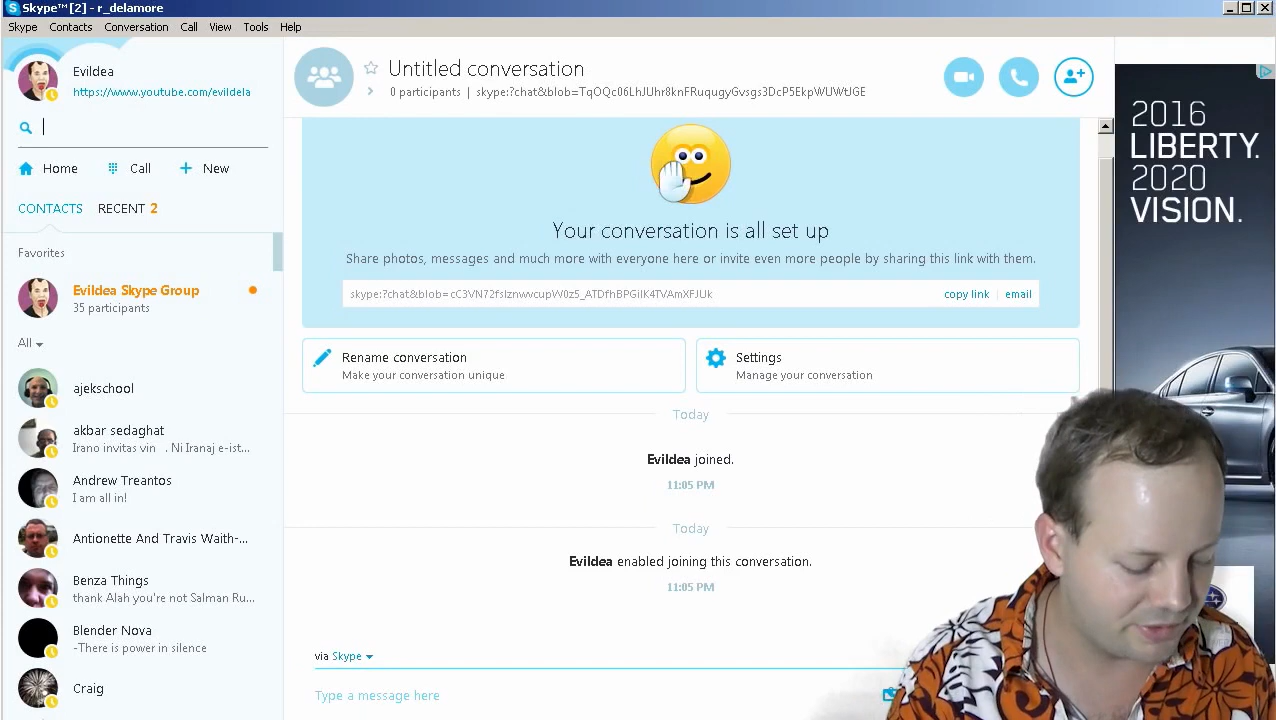 Skype™[2] - r_delamore
Skype Contacts Conversation Call View Tools Help
Evildea
https://www.youtube.com/evildela
Home Call New
CONTACTS RECENT 2
Favorites
Evildea Skype Group
35 participants
All
ajekschool
akbar sedaghat
Irano invitas vin . Ni Iranaj e-ist...
Andrew Treantos
I am all in!
Antionette And Travis Waith-...
Benza Things
thank Alah you're not Salman Ru...
Blender Nova
-There is power in silence
Craig
Untitled conversation
0 participants | skype:?chat&blob=
Your conversation is all set up
Share photos, messages and much more with everyone here or invite even more people by sharing this link with them.
skype:?chat&blob= copy link email
Rename conversation
Make your conversation unique
Settings
Manage your conversation
Today
Evildea joined.
11:05 PM
Today
Evildea enabled joining this conversation.
11:05 PM
via Skype
Type a message here
2016
LIBERTY.
2020
VISION.